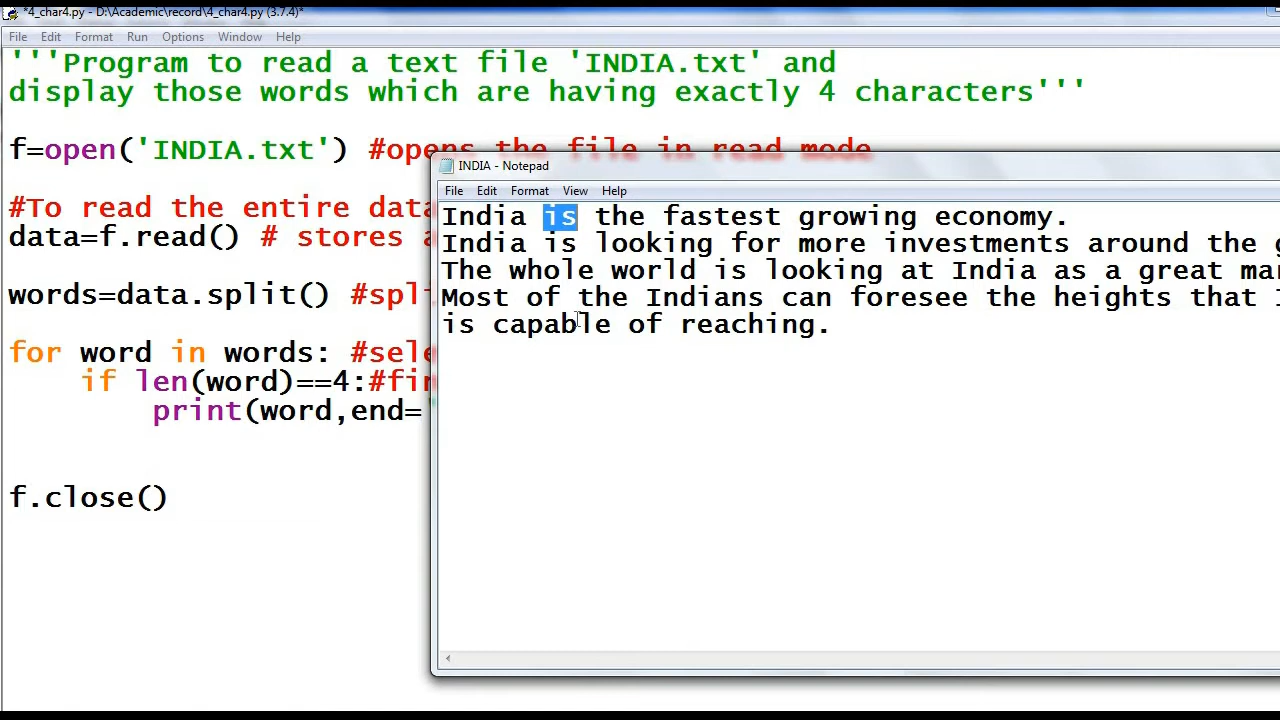 *4_char4.py - D:\Academic\record\4_char4.py (3.7.4)*
File Edit Format Run Options Window Help
'''Program to read a text file 'INDIA.txt' and
display those words which are having exactly 4 characters'''
f=open('INDIA.txt') #opens the file in read mode
#To read the entire data
data=f.read() # stores
words=data.split() #spl
for word in words: #sele
if len(word)==4:#fin
print(word,end='
f.close()
INDIA - Notepad
File Edit Format View Help
India is the fastest growing economy.
India is looking for more investments around the
The whole world is looking at India as a great
Most of the Indians can foresee the heights that
is capable of reaching.